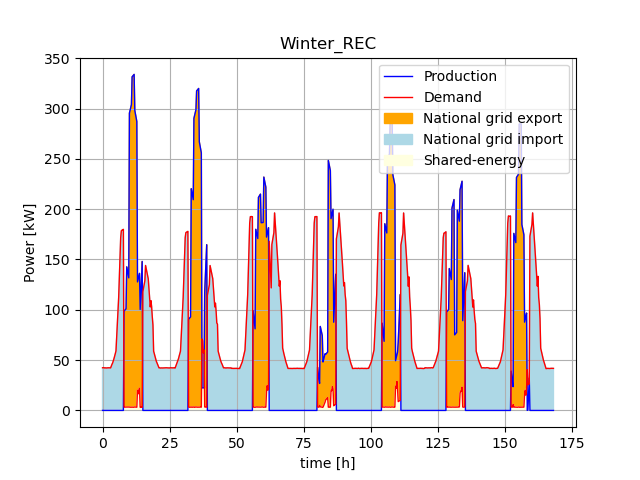 Winter_REC
Production
Demand
National grid export
National grid import
Shared-energy
Power [kW]
350
300
250
200
150
100
50
0
0 25 50 75 100 125 150 175
time [h]